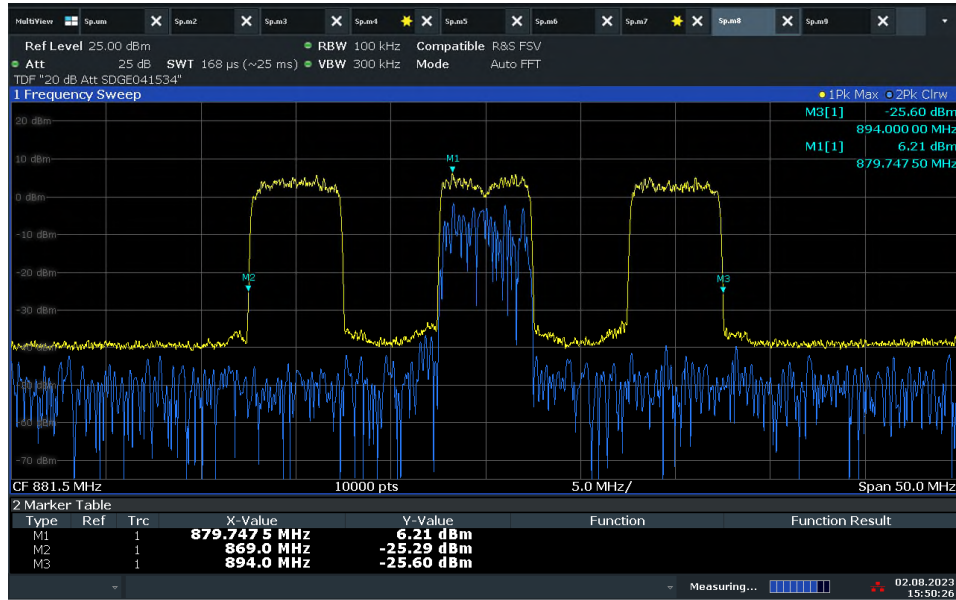 MultiView Sp.um Sp.m2 Sp.m3 Sp.m4 Sp.m5 Sp.m6 Sp.m7 Sp.m8 Sp.m9
Ref Level 25.00 dBm RBW 100 kHz Compatible R&S FSV
Att 25 dB SWT 168 µs (~25 ms) VBW 300 kHz Mode Auto FFT
TDF "20 dB Att SDGE041534"
1 Frequency Sweep 1Pk Max 2Pk Clrw
M3[1] -25.60 dBm
20 dBm
894.000 00 MHz
M1[1] 6.21 dBm
10 dBm
M1
879.747 50 MHz
0 dBm
-10 dBm
-20 dBm
M2
M3
-30 dBm
-70 dBm
CF 881.5 MHz 10000 pts 5.0 MHz/ Span 50.0 MHz
2 Marker Table
Type Ref Trc X-Value Y-Value Function Function Result
M1 1 879.747 5 MHz 6.21 dBm
M2 1 869.0 MHz -25.29 dBm
M3 1 894.0 MHz -25.60 dBm
Measuring... 02.08.2023
15:50:26